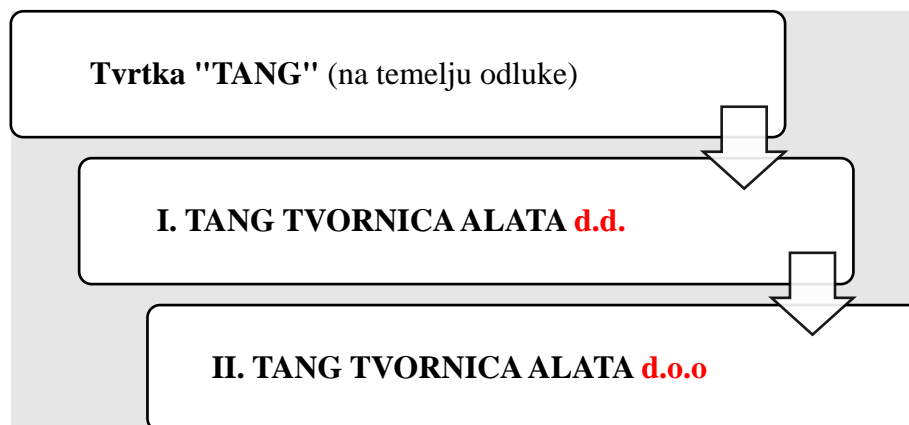 Tvrtka "TANG" (na temelju odluke)
I. TANG TVORNICA ALATA d.d.
II. TANG TVORNICA ALATA d.o.o